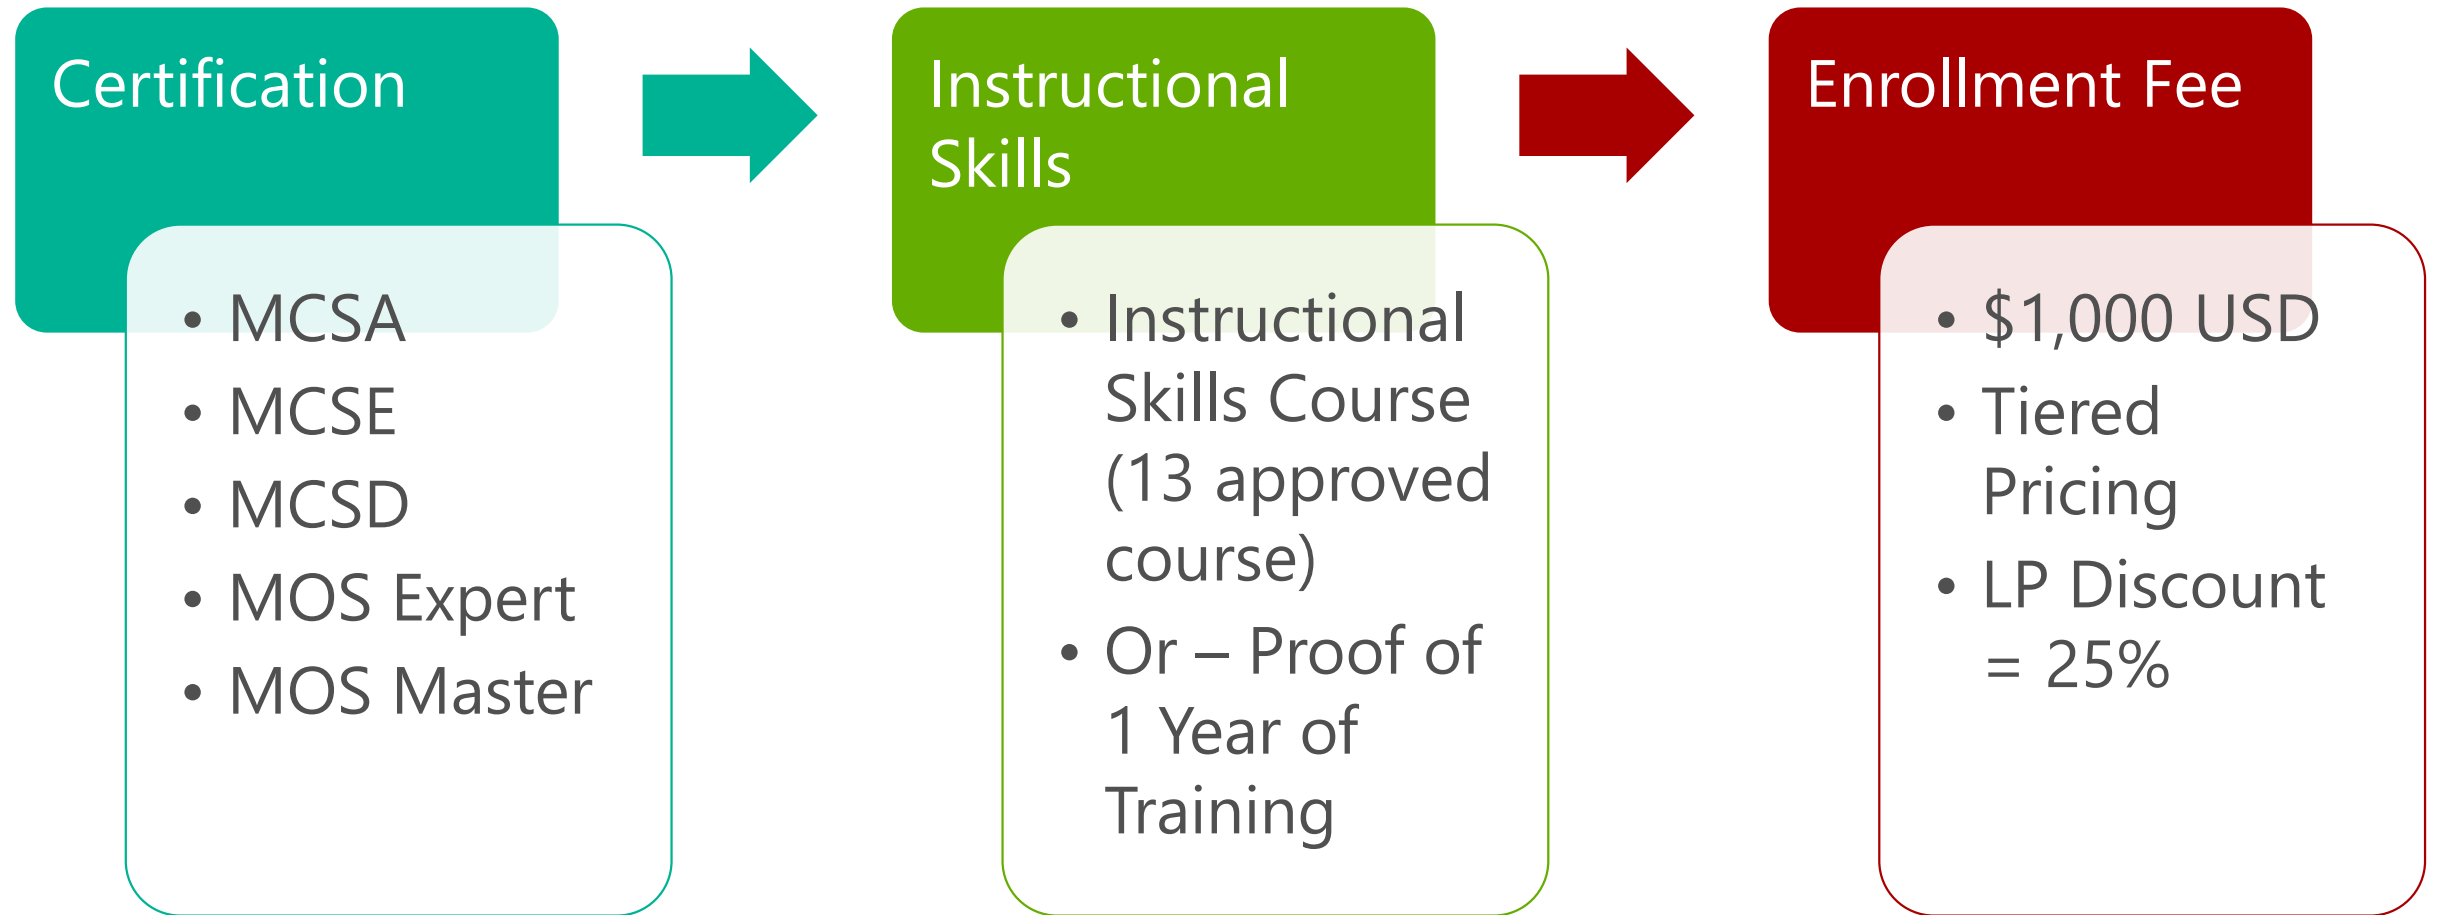 Certification
• MCSA
• MCSE
• MCSD
• MOS Expert
• MOS Master
Instructional
Skills
• Instructional
Skills Course
(13 approved
course)
• Or – Proof of
1 Year of
Training
Enrollment Fee
• $1,000 USD
• Tiered
Pricing
• LP Discount
= 25%